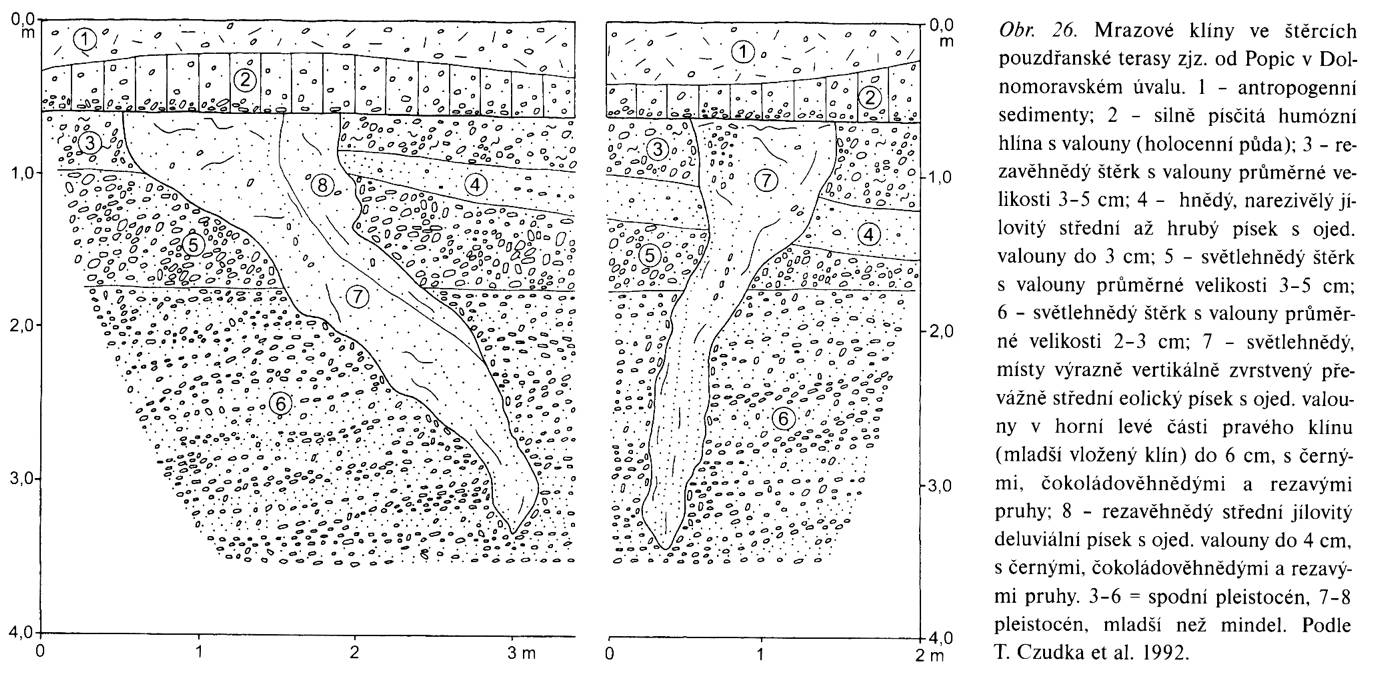 0,0
m
1,0
2,0
3,0
4,0
0
1
2
3 m
1
2
3
4
5
6
7
8
0,0
m
1,0
2,0
3,0
4,0
0
1
2 m
1
2
3
4
5
6
7
Obr. 26. Mrazové klíny ve štěrcích
pouzdřanské terasy zjz. od Popic v Dol-
nomoravském úvalu. 1 – antropogenní
sedimenty; 2 – silně písčitá humózní
hlína s valouny (holocenní půda); 3 – re-
zavěhnědý štěrk s valouny průměrné ve-
likosti 3–5 cm; 4 – hnědý, narezivělý jí-
lovitý střední až hrubý písek s ojed.
valouny do 3 cm; 5 – světlehnědý štěrk
s valouny průměrné velikosti 3–5 cm;
6 – světlehnědý štěrk s valouny průměr-
né velikosti 2–3 cm; 7 – světlehnědý,
místy výrazně vertikálně zvrstvený pře-
vážně střední eolický písek s ojed. valou-
ny v horní levé části pravého klínu
(mladší vložený klín) do 6 cm, s černý-
mi, čokoládověhnědými a rezavými
pruhy; 8 – rezavěhnědý střední jílovitý
deluviální písek s ojed. valouny do 4 cm,
s černými, čokoládověhnědými a rezavý-
mi pruhy. 3–6 = spodní pleistocén, 7–8
pleistocén, mladší než mindel. Podle
T. Czudka et al. 1992.